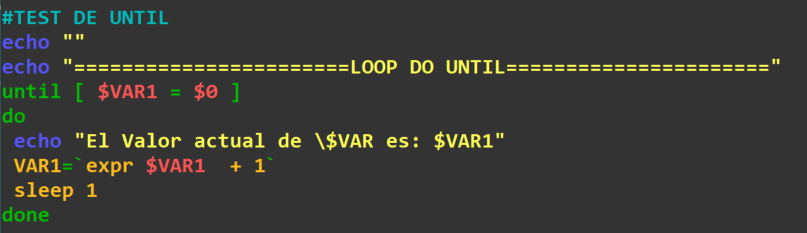 #TEST DE UNTIL
echo ""
echo "=======================LOOP DO UNTIL======================"
until [ $VAR1 = $0 ]
do
 echo "El Valor actual de \$VAR es: $VAR1"
 VAR1=`expr $VAR1  + 1`
 sleep 1
done